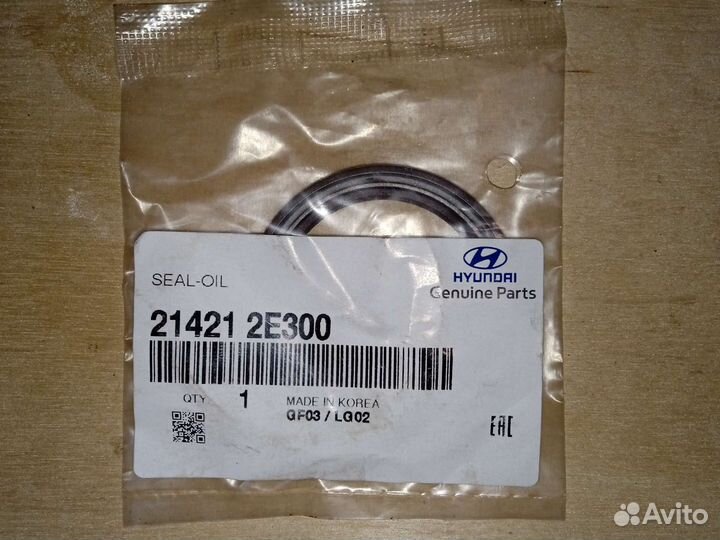 HYUNDAI
SEAL-OIL
Genuine Parts
21421 2E300
QTY 1 MADE IN KOREA
GF03 / LG02
EAC
Avito